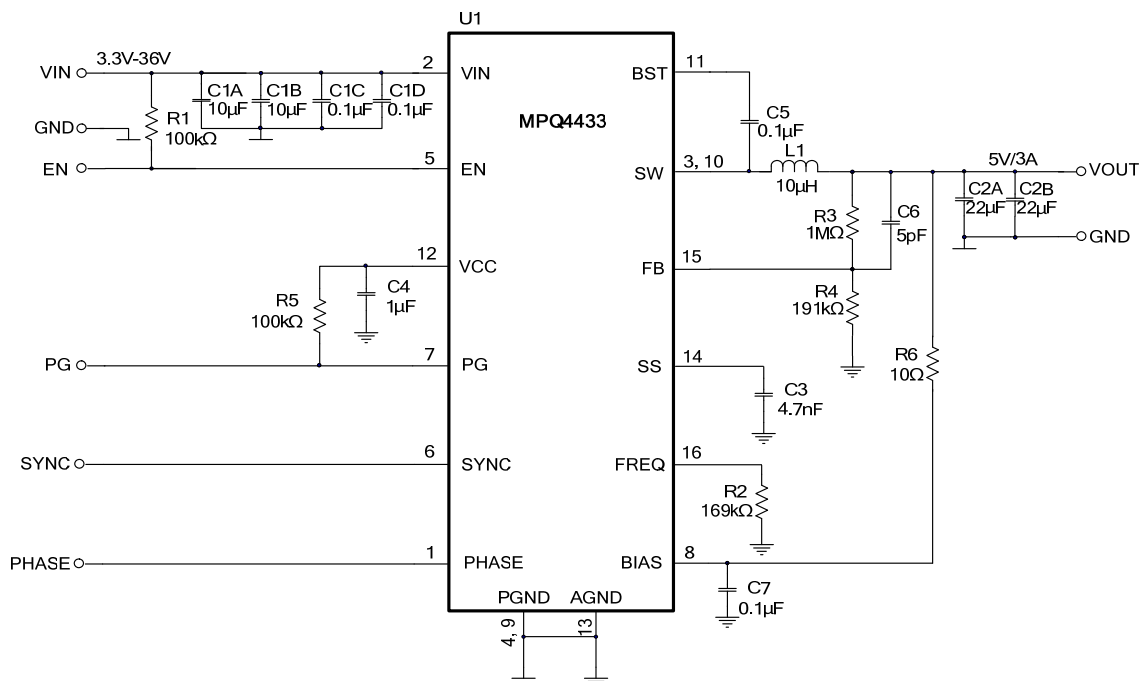 U1
MPQ4433
3.3V-36V
VIN
2
VIN
GND
EN
5
EN
R1
100kΩ
C1A
10µF
C1B
10µF
C1C
0.1µF
C1D
0.1µF
12
VCC
R5
100kΩ
C4
1µF
PG
7
PG
SYNC
6
SYNC
PHASE
1
PHASE
PGND
AGND
4, 9
13
BST
11
C5
0.1µF
SW
3, 10
L1
10µH
5V/3A
VOUT
C2A
22µF
C2B
22µF
GND
R3
1MΩ
C6
5pF
FB
15
R4
191kΩ
R6
10Ω
SS
14
C3
4.7nF
FREQ
16
R2
169kΩ
BIAS
8
C7
0.1µF